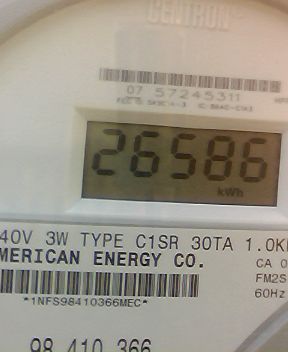 CENTRON
07 57245311
26586
kWh
40V 3W TYPE C1SR 30TA 1.0K
MERICAN ENERGY CO.
CA 0
FM2S
60Hz
*1NFS98410366MEC*
98 410 366